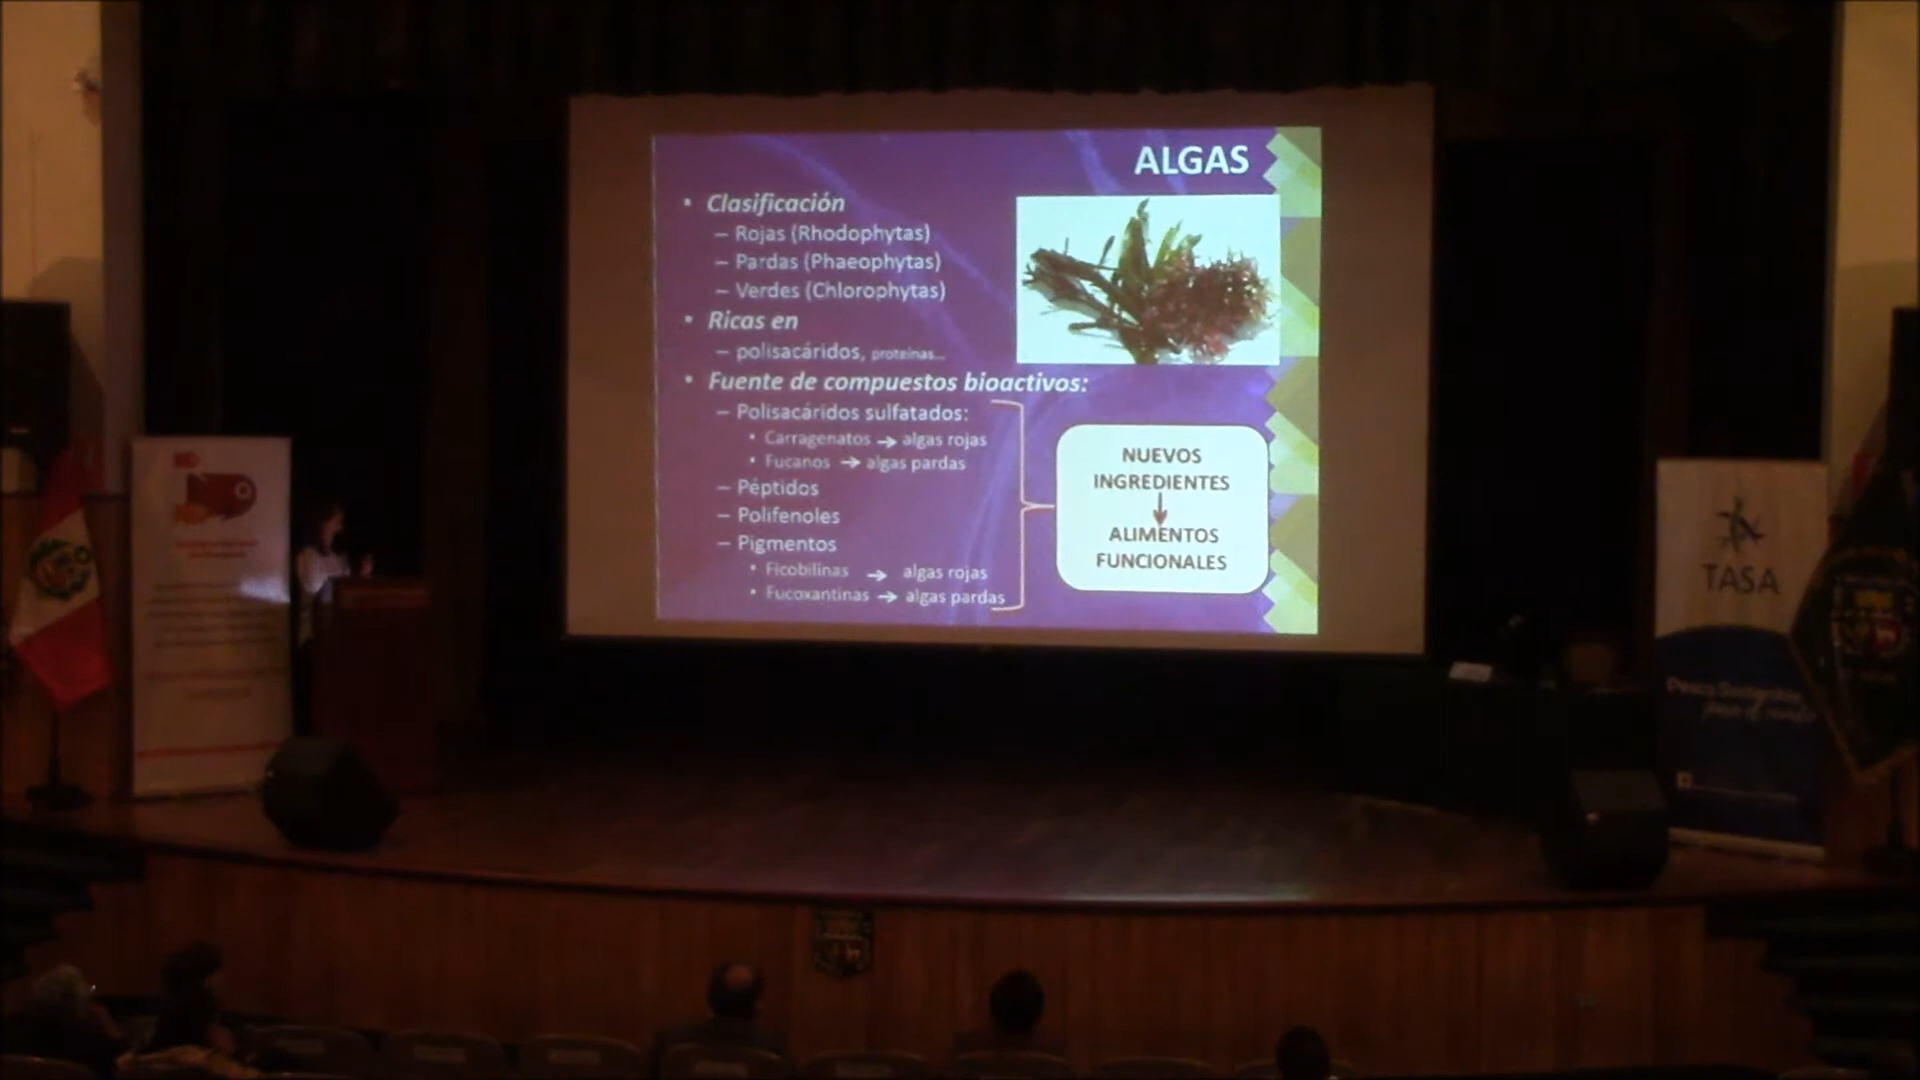 ALGAS
• Clasificación
– Rojas (Rhodophytas)
– Pardas (Phaeophytas)
– Verdes (Chlorophytas)
• Ricas en
– polisacáridos, proteínas...
• Fuente de compuestos bioactivos:
– Polisacáridos sulfatados:
• Carragenatos → algas rojas
• Fucanos → algas pardas
– Péptidos
– Polifenoles
– Pigmentos
• Ficobilinas → algas rojas
• Fucoxantinas → algas pardas
NUEVOS
INGREDIENTES
↓
ALIMENTOS
FUNCIONALES
TASA